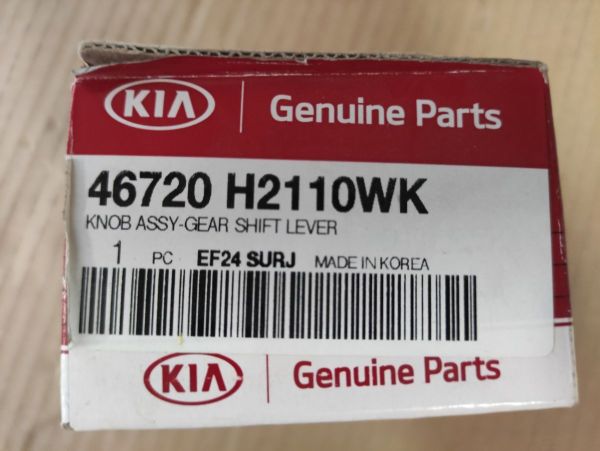 KIA Genuine Parts
46720 H2110WK
KNOB ASSY-GEAR SHIFT LEVER
1 PC EF24 SURJ MADE IN KOREA
KIA Genuine Parts